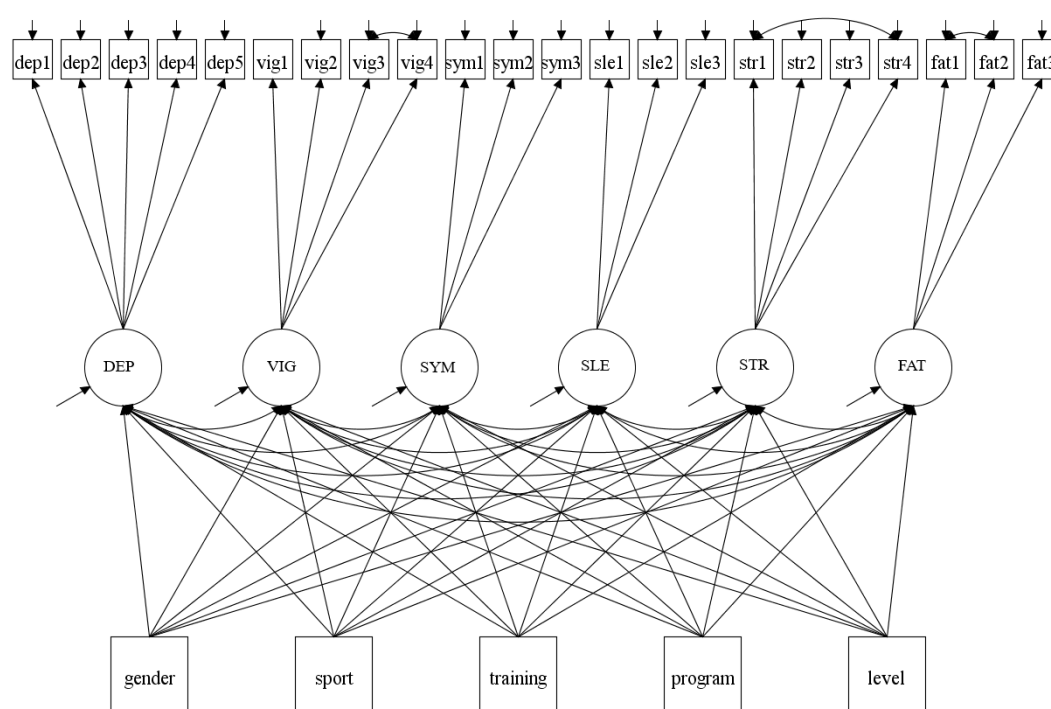 dep1 dep2 dep3 dep4 dep5 vig1 vig2 vig3 vig4 sym1 sym2 sym3 sle1 sle2 sle3 str1 str2 str3 str4 fat1 fat2 fat3
DEP VIG SYM SLE STR FAT
gender sport training program level